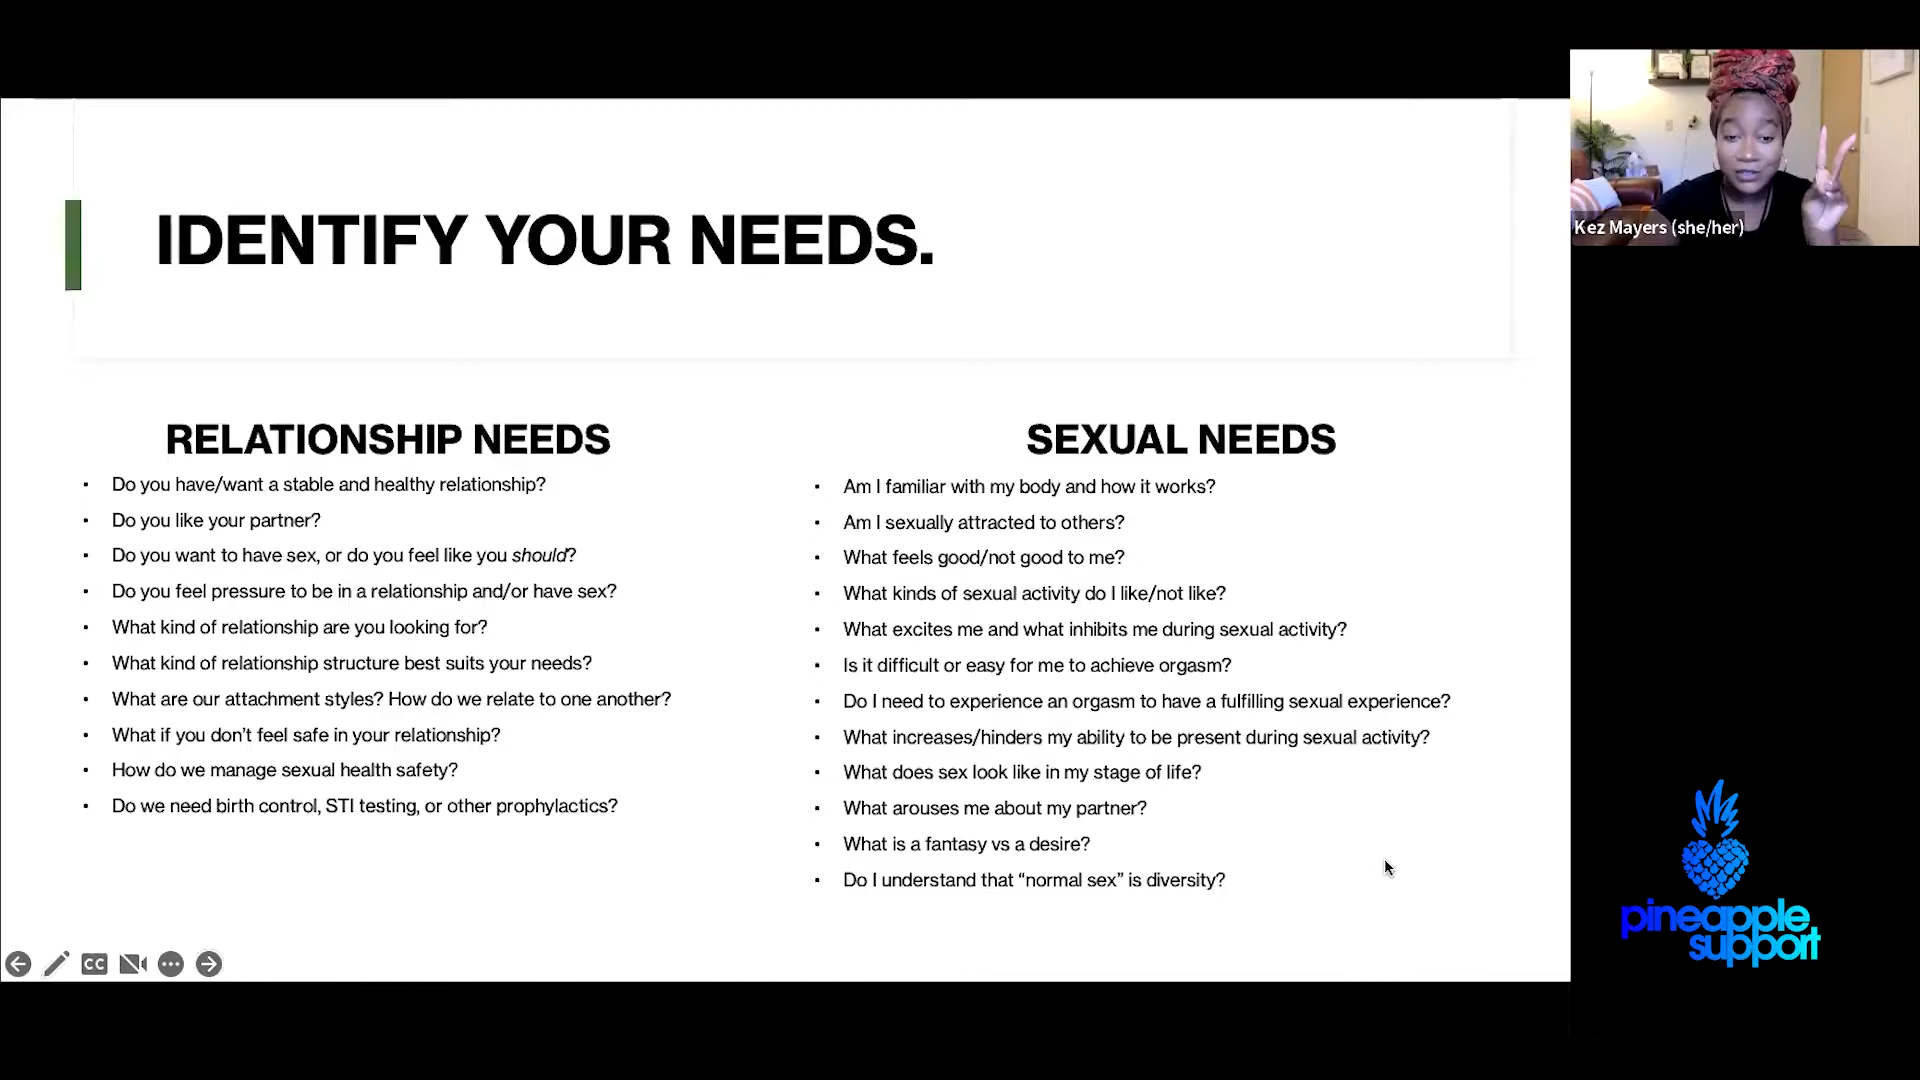 IDENTIFY YOUR NEEDS.
RELATIONSHIP NEEDS
• Do you have/want a stable and healthy relationship?
• Do you like your partner?
• Do you want to have sex, or do you feel like you should?
• Do you feel pressure to be in a relationship and/or have sex?
• What kind of relationship are you looking for?
• What kind of relationship structure best suits your needs?
• What are our attachment styles? How do we relate to one another?
• What if you don’t feel safe in your relationship?
• How do we manage sexual health safety?
• Do we need birth control, STI testing, or other prophylactics?
SEXUAL NEEDS
• Am I familiar with my body and how it works?
• Am I sexually attracted to others?
• What feels good/not good to me?
• What kinds of sexual activity do I like/not like?
• What excites me and what inhibits me during sexual activity?
• Is it difficult or easy for me to achieve orgasm?
• Do I need to experience an orgasm to have a fulfilling sexual experience?
• What increases/hinders my ability to be present during sexual activity?
• What does sex look like in my stage of life?
• What arouses me about my partner?
• What is a fantasy vs a desire?
• Do I understand that “normal sex” is diversity?
CC
Kez Mayers (she/her)
pineapple
support